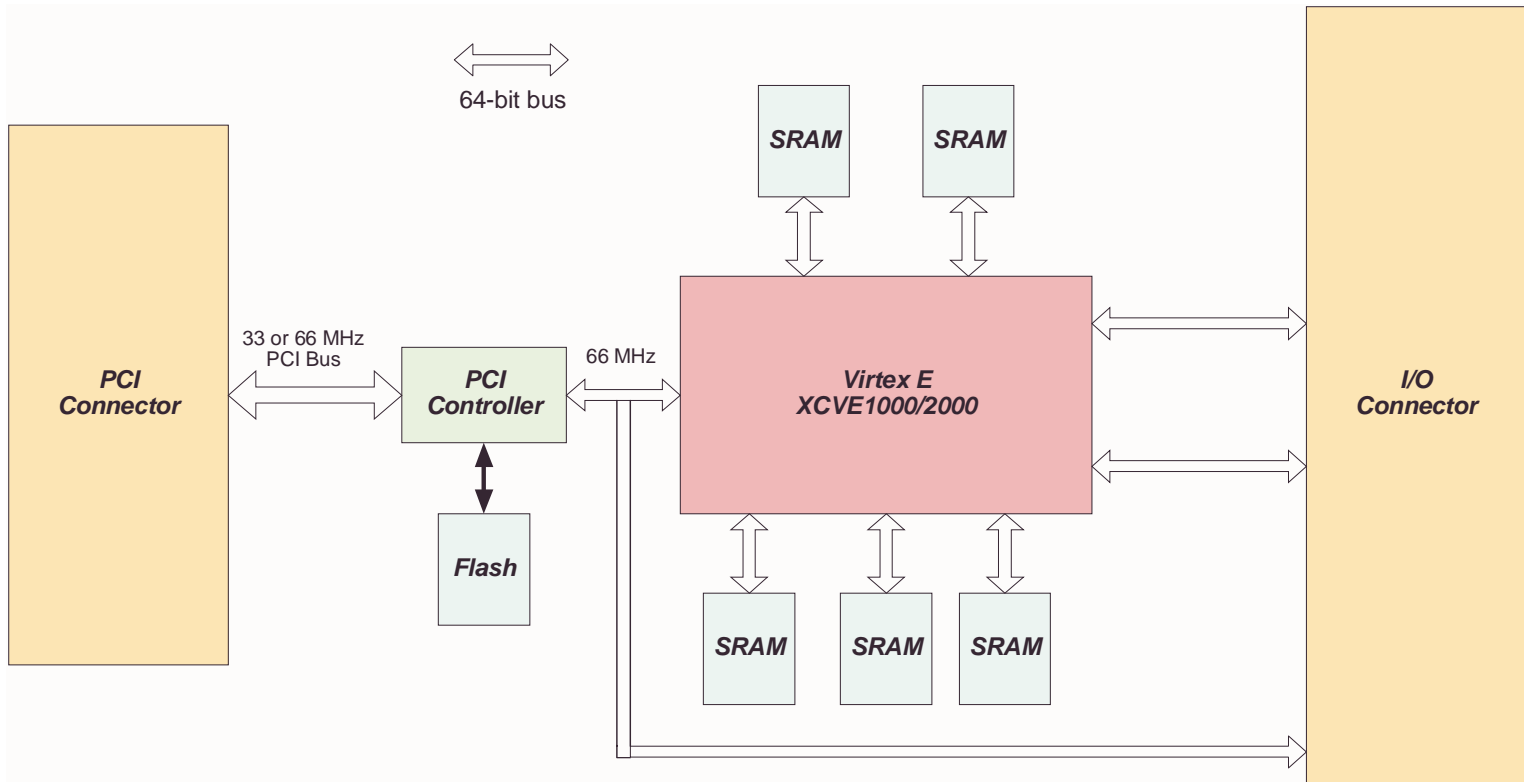 64-bit bus
SRAM
SRAM
33 or 66 MHz
PCI Bus
66 MHz
PCI
Connector
PCI
Controller
Virtex E
XCVE1000/2000
I/O
Connector
Flash
SRAM
SRAM
SRAM